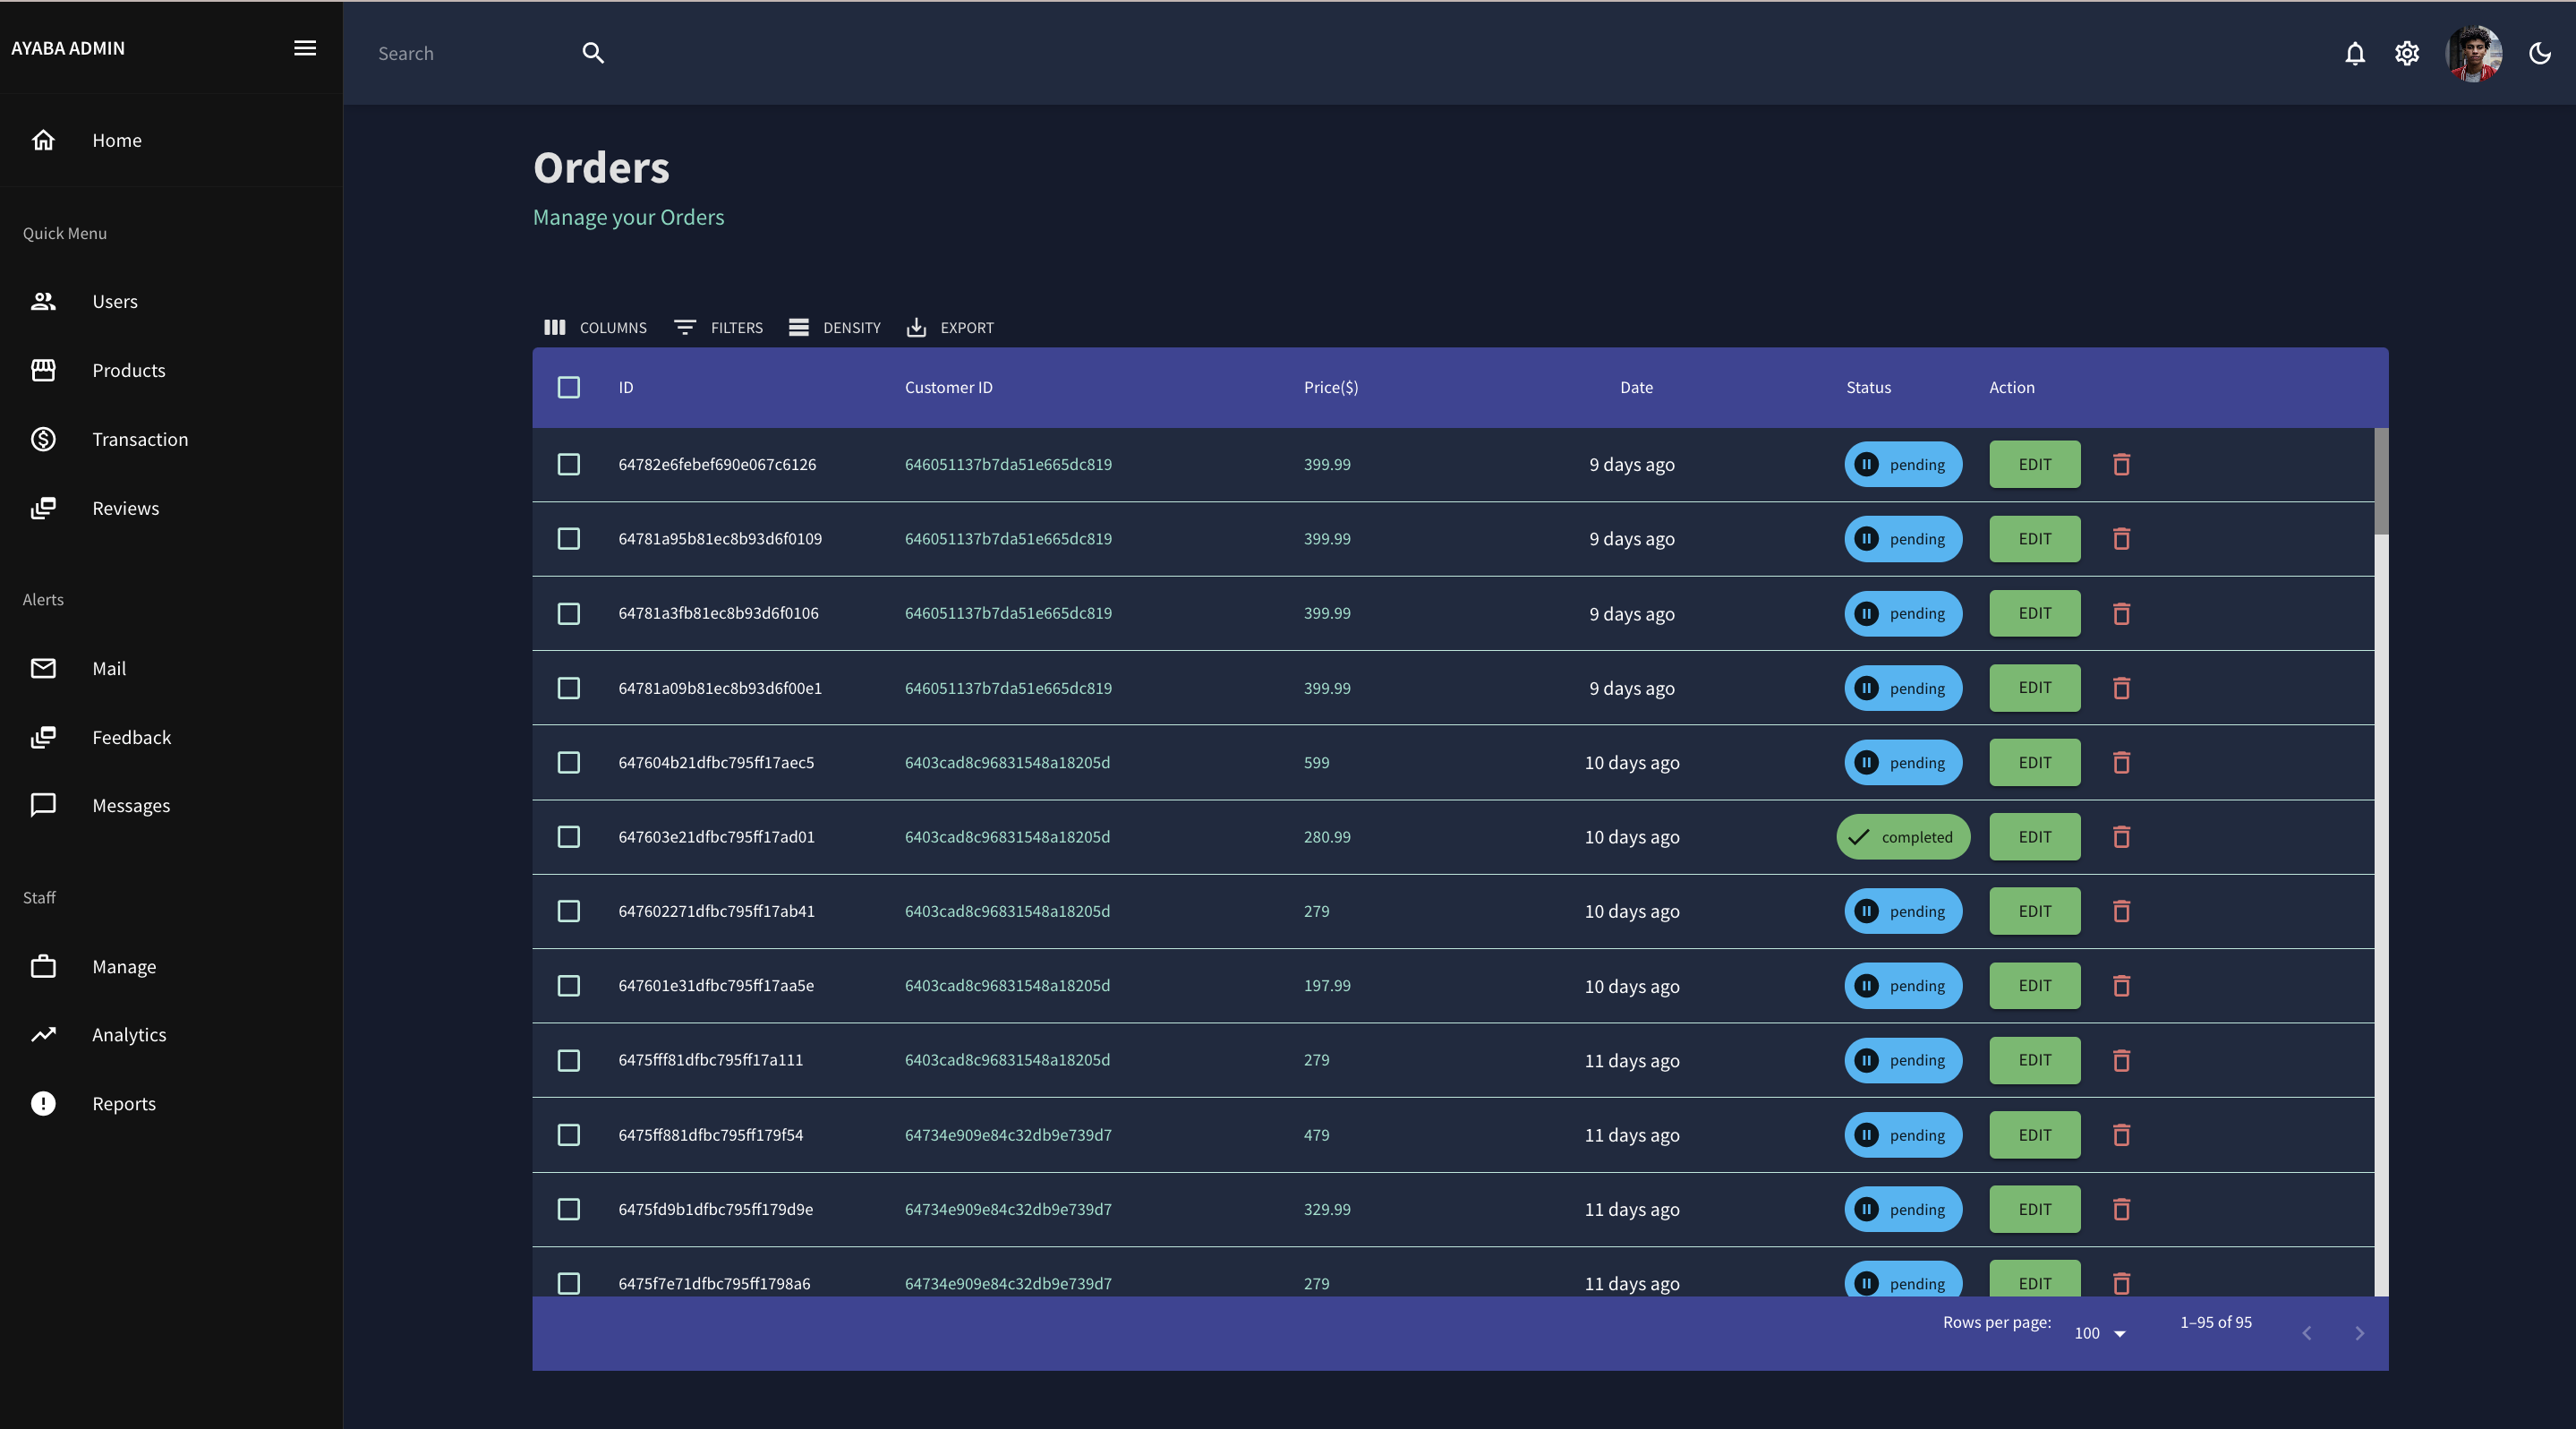 AYABA ADMIN
Search
Home
Quick Menu
Users
Products
Transaction
Reviews
Alerts
Mail
Feedback
Messages
Staff
Manage
Analytics
Reports
Orders
Manage your Orders
COLUMNS FILTERS DENSITY EXPORT
ID Customer ID Price($) Date Status Action
64782e6febef690e067c6126 646051137b7da51e665dc819 399.99 9 days ago pending EDIT
64781a95b81ec8b93d6f0109 646051137b7da51e665dc819 399.99 9 days ago pending EDIT
64781a3fb81ec8b93d6f0106 646051137b7da51e665dc819 399.99 9 days ago pending EDIT
64781a09b81ec8b93d6f00e1 646051137b7da51e665dc819 399.99 9 days ago pending EDIT
647604b21dfbc795ff17aec5 6403cad8c96831548a18205d 599 10 days ago pending EDIT
647603e21dfbc795ff17ad01 6403cad8c96831548a18205d 280.99 10 days ago completed EDIT
647602271dfbc795ff17ab41 6403cad8c96831548a18205d 279 10 days ago pending EDIT
647601e31dfbc795ff17aa5e 6403cad8c96831548a18205d 197.99 10 days ago pending EDIT
6475fff81dfbc795ff17a111 6403cad8c96831548a18205d 279 11 days ago pending EDIT
6475ff881dfbc795ff179f54 64734e909e84c32db9e739d7 479 11 days ago pending EDIT
6475fd9b1dfbc795ff179d9e 64734e909e84c32db9e739d7 329.99 11 days ago pending EDIT
6475f7e71dfbc795ff1798a6 64734e909e84c32db9e739d7 279 11 days ago pending EDIT
Rows per page: 100 1–95 of 95